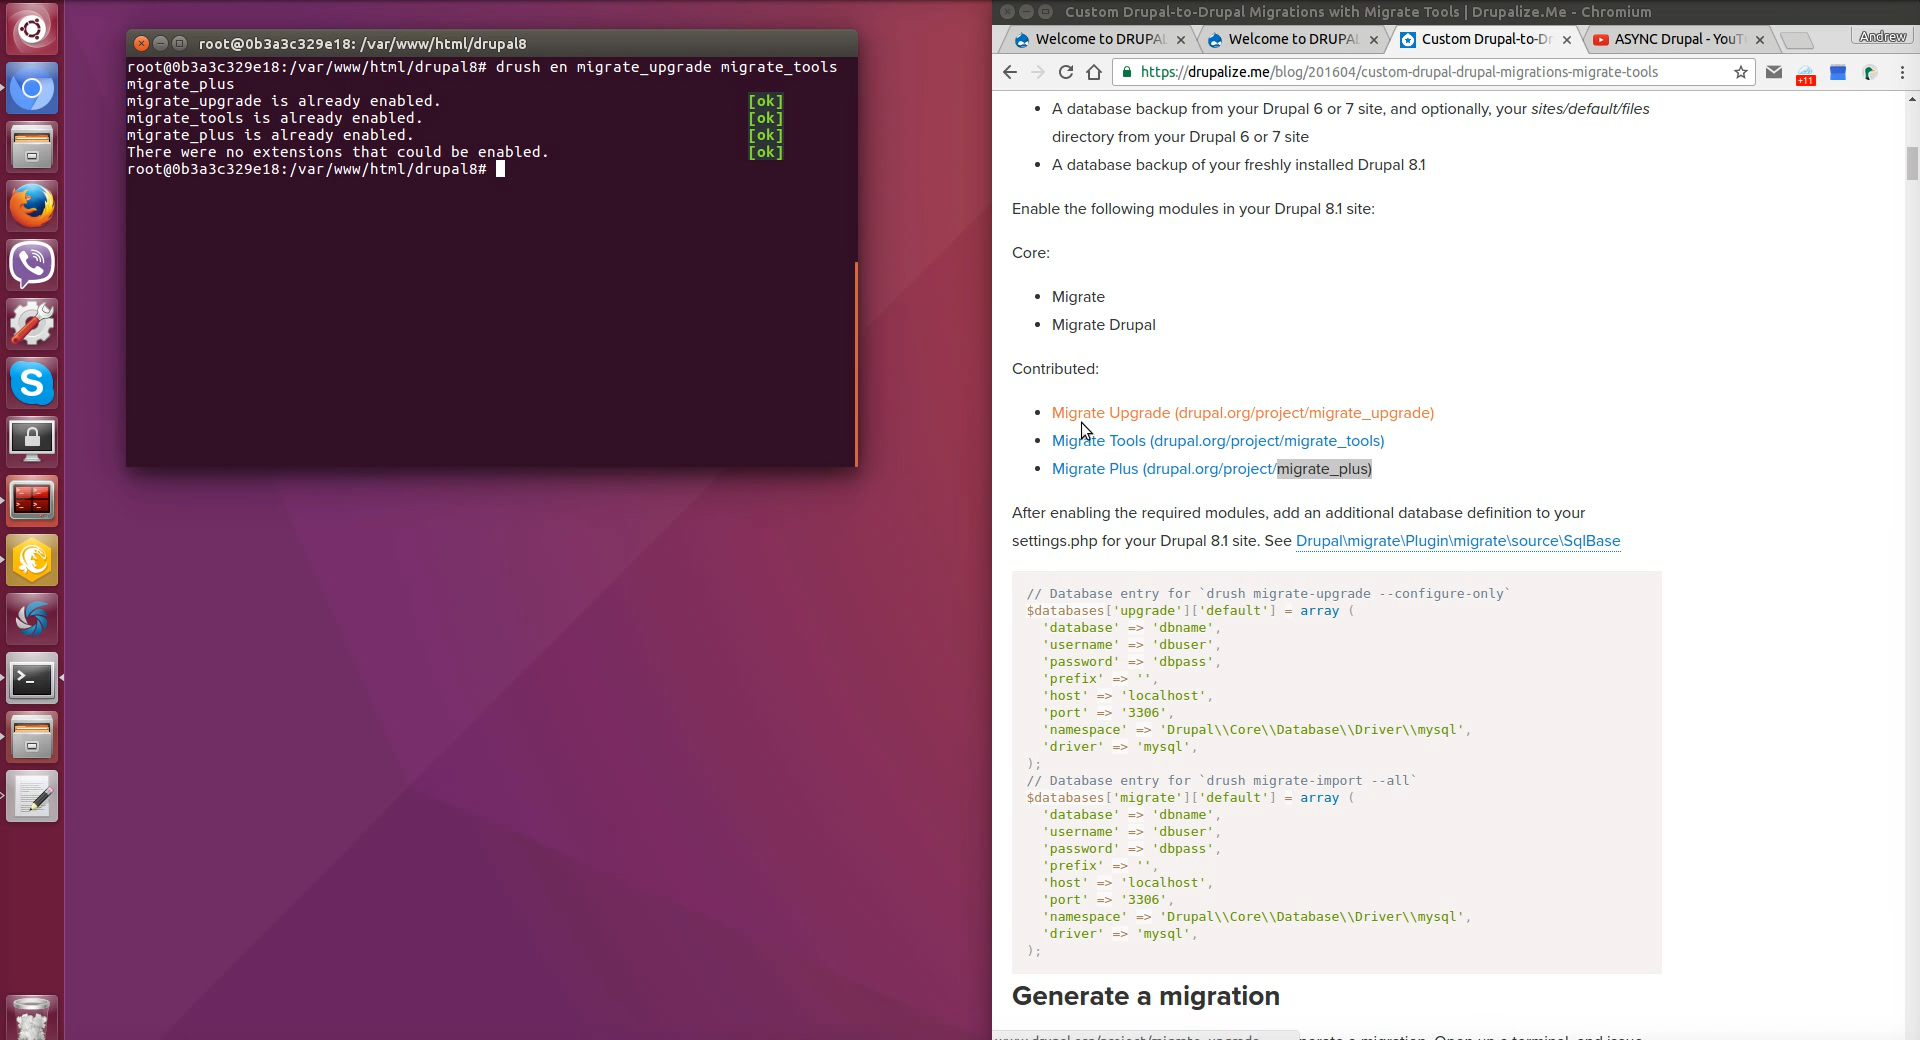 root@0b3a3c329e18: /var/www/html/drupal8
root@0b3a3c329e18:/var/www/html/drupal8# drush en migrate_upgrade migrate_tools
migrate_plus
migrate_upgrade is already enabled. [ok]
migrate_tools is already enabled. [ok]
migrate_plus is already enabled. [ok]
There were no extensions that could be enabled. [ok]
root@0b3a3c329e18:/var/www/html/drupal8#
Custom Drupal-to-Drupal Migrations with Migrate Tools | Drupalize.Me - Chromium
Welcome to DRUPAL
Welcome to DRUPAL
Custom Drupal-to-Dr
ASYNC Drupal - YouT
Andrew
https://drupalize.me/blog/201604/custom-drupal-drupal-migrations-migrate-tools
+11
• A database backup from your Drupal 6 or 7 site, and optionally, your sites/default/files
directory from your Drupal 6 or 7 site
• A database backup of your freshly installed Drupal 8.1
Enable the following modules in your Drupal 8.1 site:
Core:
• Migrate
• Migrate Drupal
Contributed:
• Migrate Upgrade (drupal.org/project/migrate_upgrade)
• Migrate Tools (drupal.org/project/migrate_tools)
• Migrate Plus (drupal.org/project/migrate_plus)
After enabling the required modules, add an additional database definition to your
settings.php for your Drupal 8.1 site. See Drupal\migrate\Plugin\migrate\source\SqlBase
// Database entry for `drush migrate-upgrade --configure-only`
$databases['upgrade']['default'] = array (
'database' => 'dbname',
'username' => 'dbuser',
'password' => 'dbpass',
'prefix' => '',
'host' => 'localhost',
'port' => '3306',
'namespace' => 'Drupal\\Core\\Database\\Driver\\mysql',
'driver' => 'mysql',
);
// Database entry for `drush migrate-import --all`
$databases['migrate']['default'] = array (
'database' => 'dbname',
'username' => 'dbuser',
'password' => 'dbpass',
'prefix' => '',
'host' => 'localhost',
'port' => '3306',
'namespace' => 'Drupal\\Core\\Database\\Driver\\mysql',
'driver' => 'mysql',
);
Generate a migration